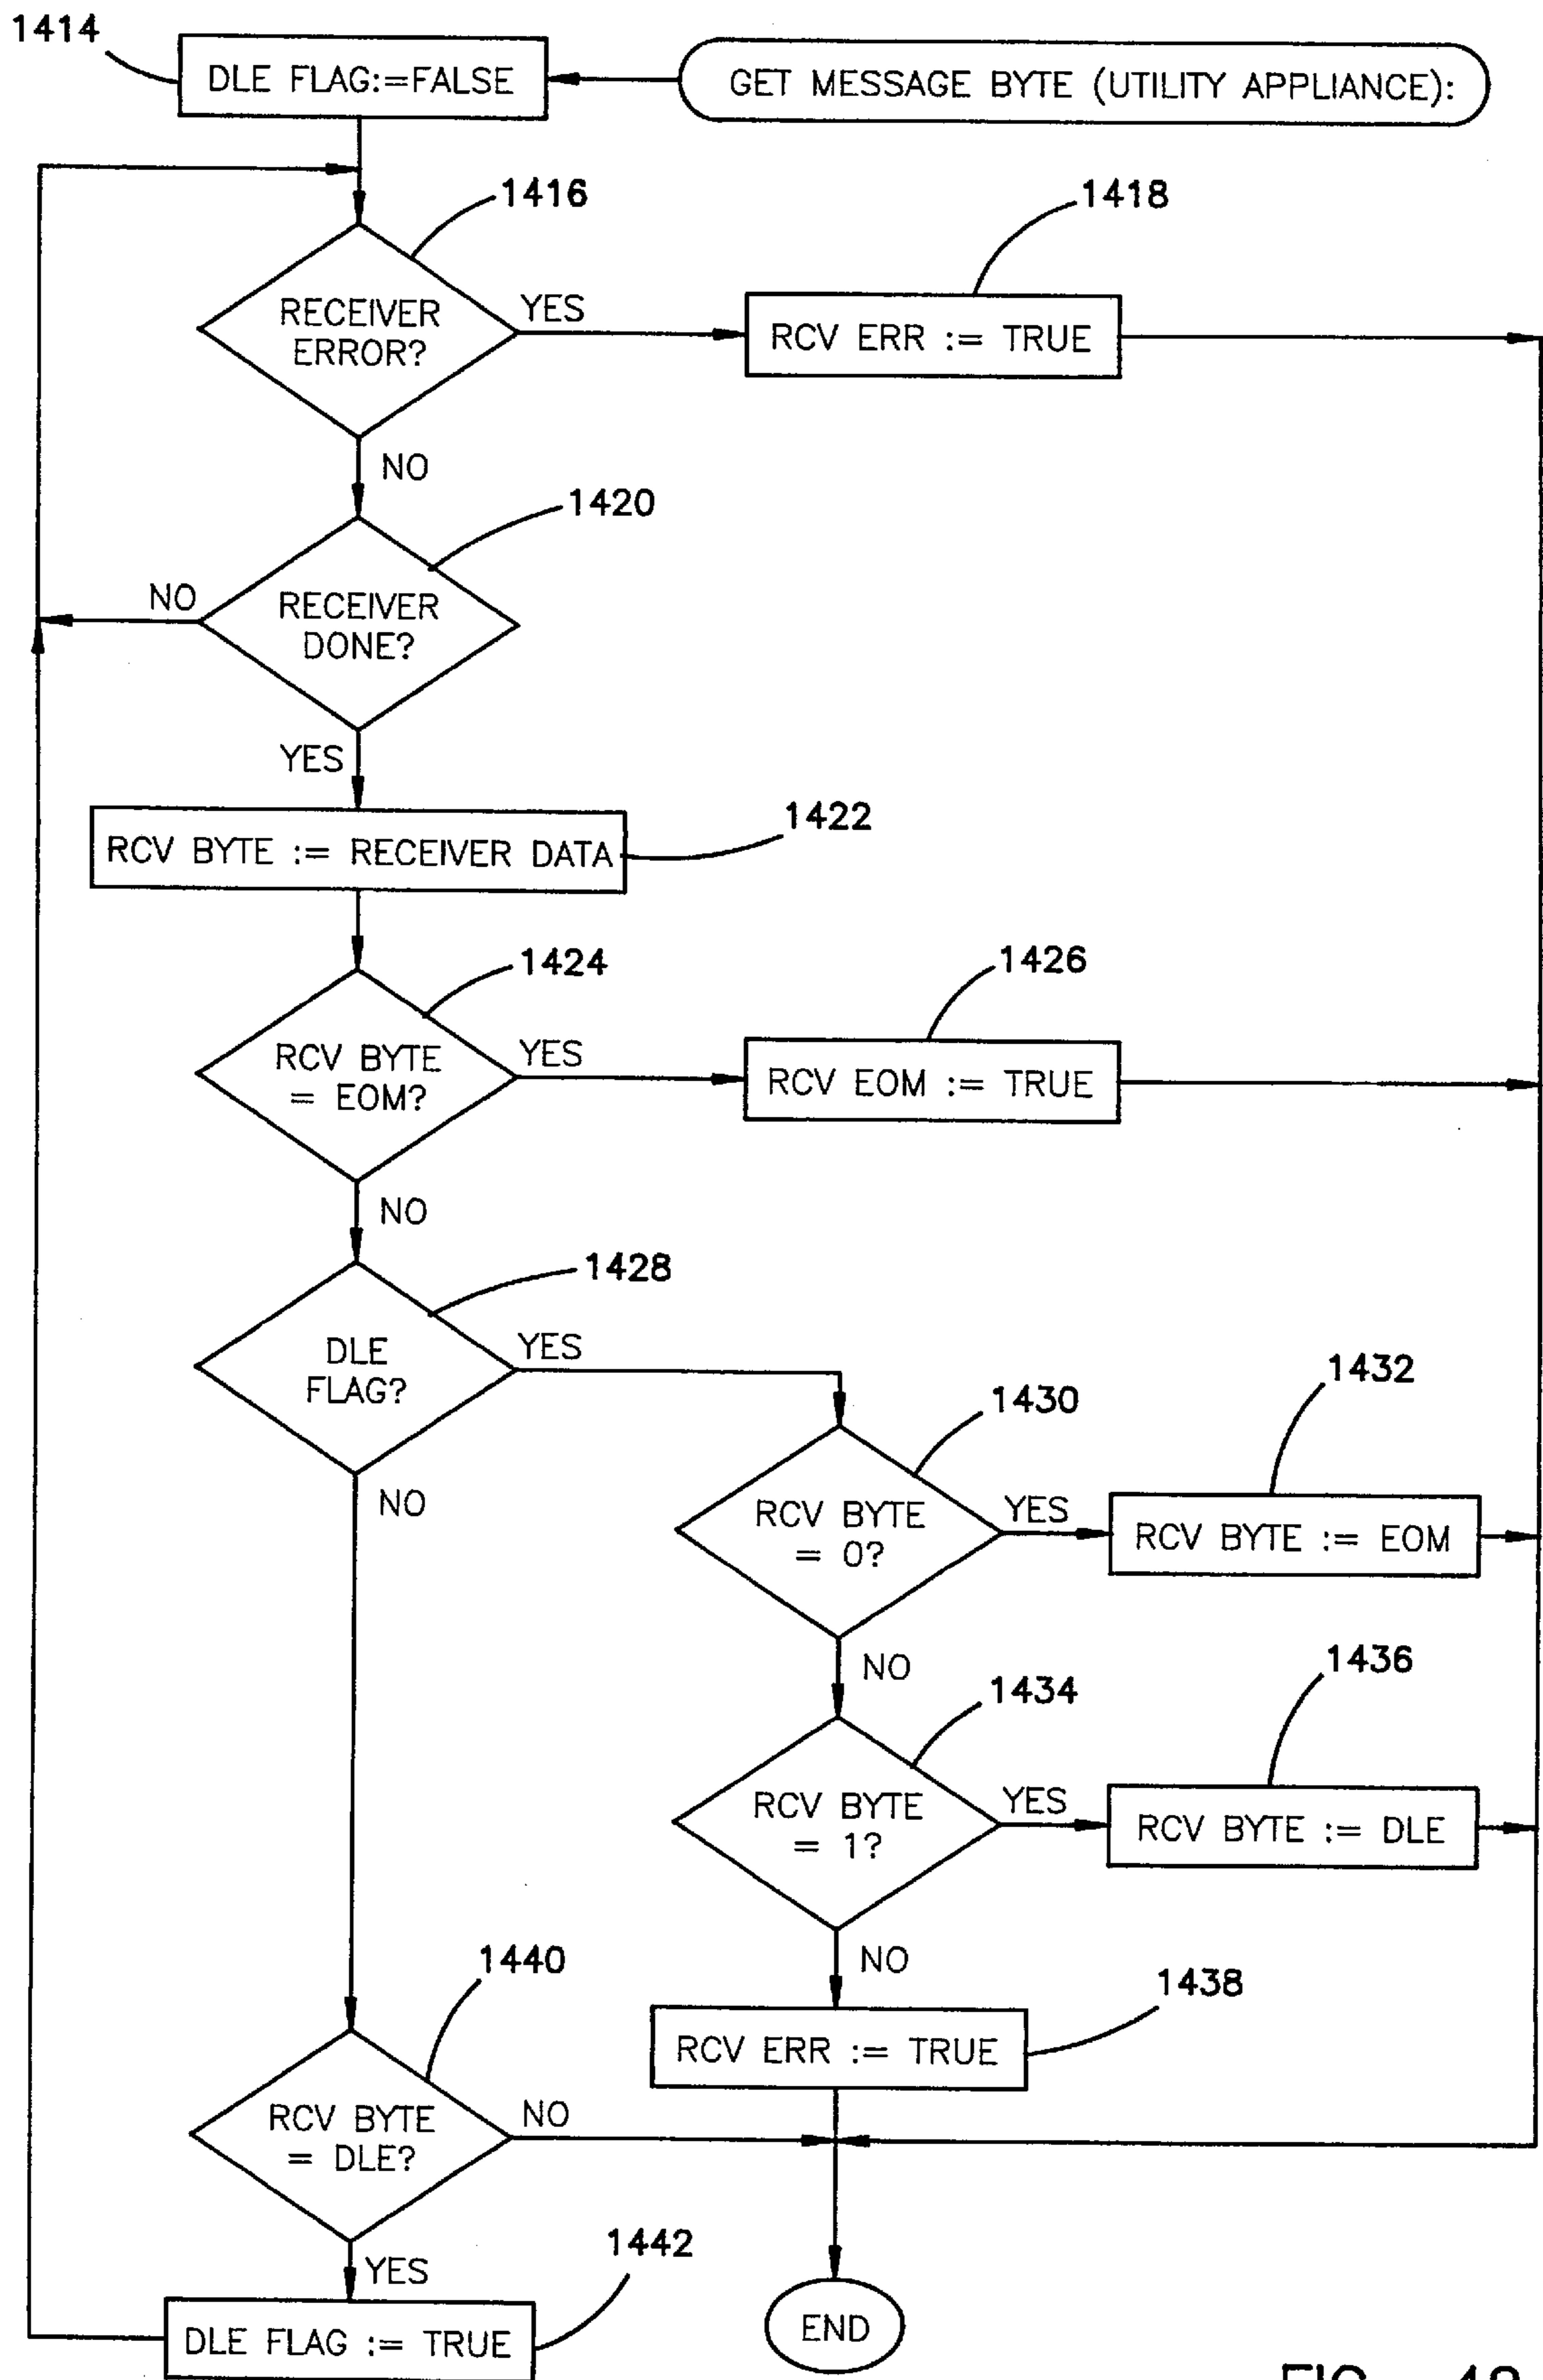 1414
DLE FLAG:=FALSE
GET MESSAGE BYTE (UTILITY APPLIANCE):
1416
1418
RECEIVER
ERROR?
YES
RCV ERR := TRUE
NO
1420
NO
RECEIVER
DONE?
YES
1422
RCV BYTE := RECEIVER DATA
1424
1426
RCV BYTE
= EOM?
YES
RCV EOM := TRUE
NO
1428
DLE
FLAG?
YES
1430
1432
NO
RCV BYTE
= 0?
YES
RCV BYTE := EOM
NO
1434
1436
RCV BYTE
= 1?
YES
RCV BYTE := DLE
NO
1440
1438
RCV ERR := TRUE
RCV BYTE
= DLE?
NO
YES
1442
DLE FLAG := TRUE
END